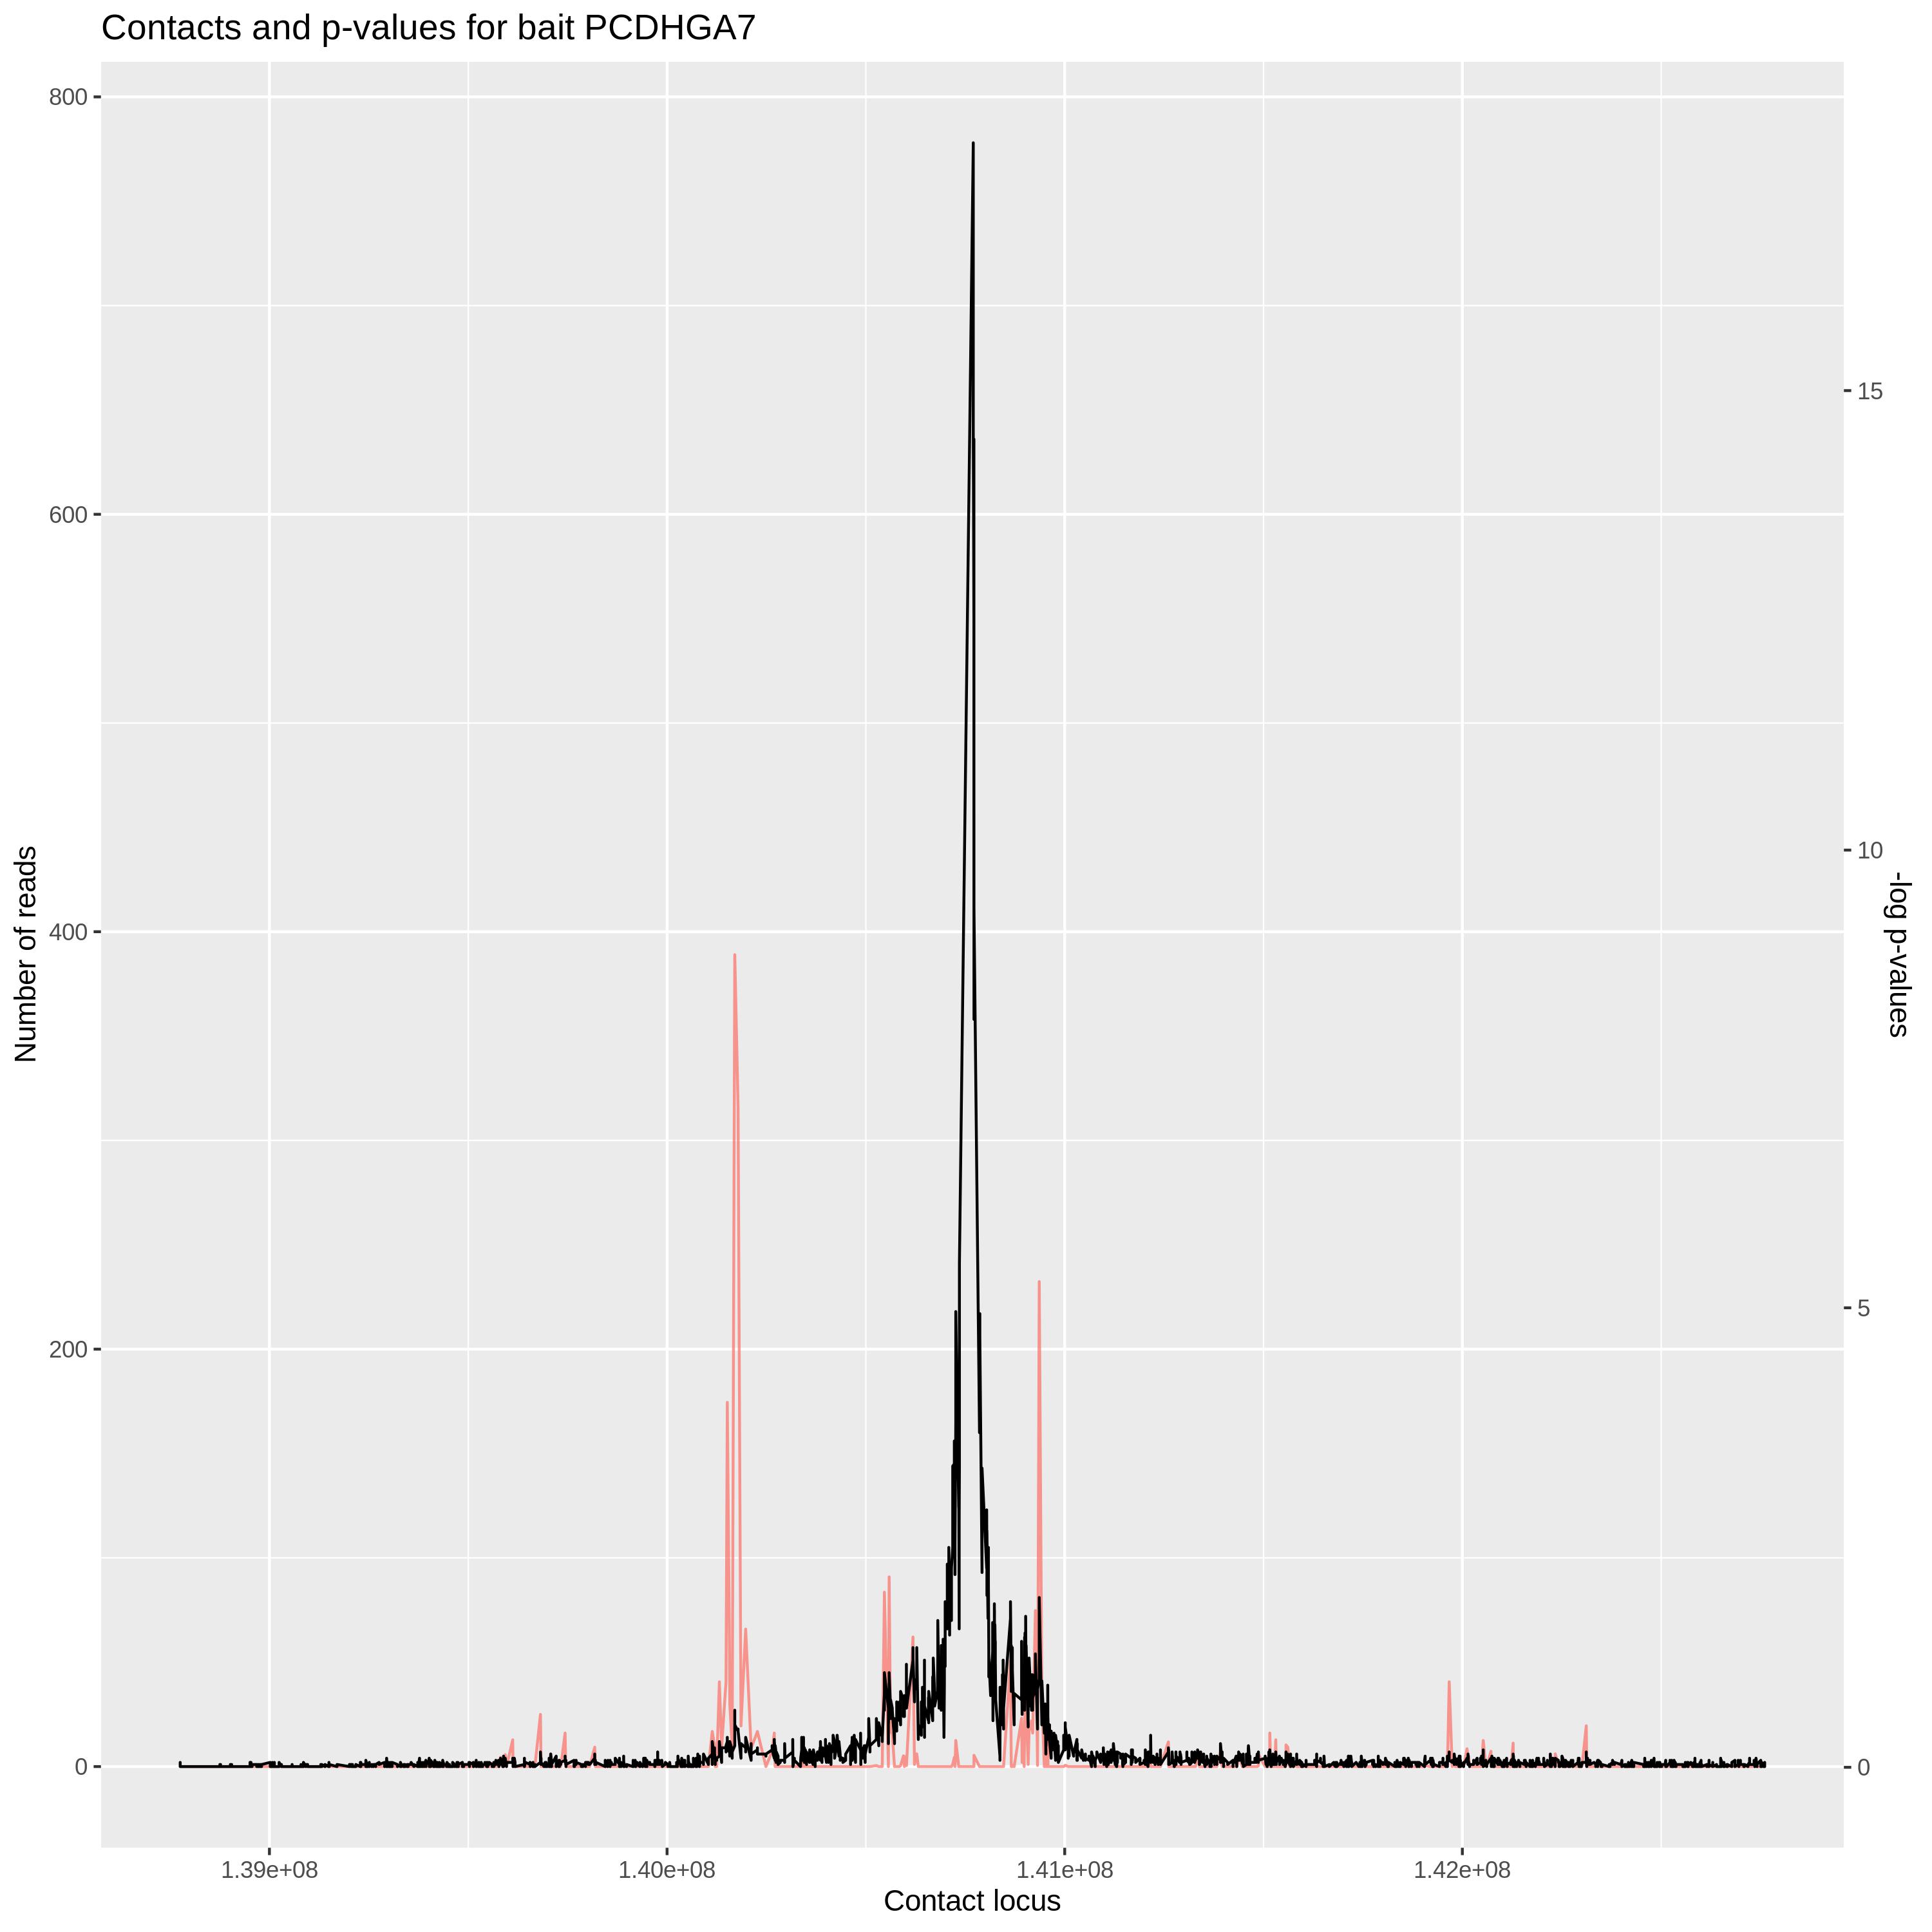 Contacts and p-values for bait PCDHGA7
800
600
400
200
0
Number of reads
15
10
5
0
-log p-values
1.39e+08
1.40e+08
1.41e+08
1.42e+08
Contact locus